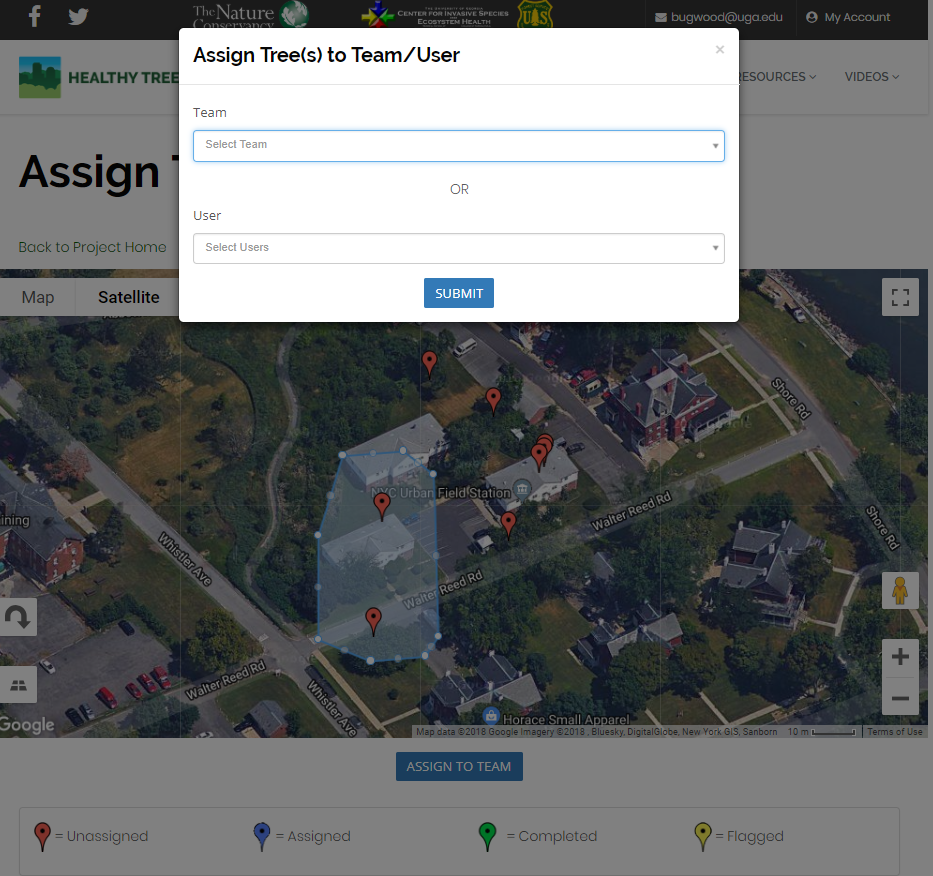 The Nature
Conservancy
CENTER FOR INVASIVE SPECIES
ECOSYSTEM HEALTH
bugwood@uga.edu
My Account
Assign Tree(s) to Team/User
×
HEALTHY TREE
RESOURCES
VIDEOS
Team
Select Team
Assign
OR
User
Back to Project Home
Select Users
Map
Satellite
SUBMIT
Shore Rd
NYC Urban Field Station
Walter Reed Rd
ining
Shore Rd
Whistler Ave
Walter Reed Rd
Walter Reed Rd
Whistler Ave
Horace Small Apparel
Google
Map data ©2018 Google Imagery ©2018 , Bluesky, DigitalGlobe, New York GIS, Sanborn
10 m
Terms of Use
ASSIGN TO TEAM
= Unassigned
= Assigned
= Completed
= Flagged